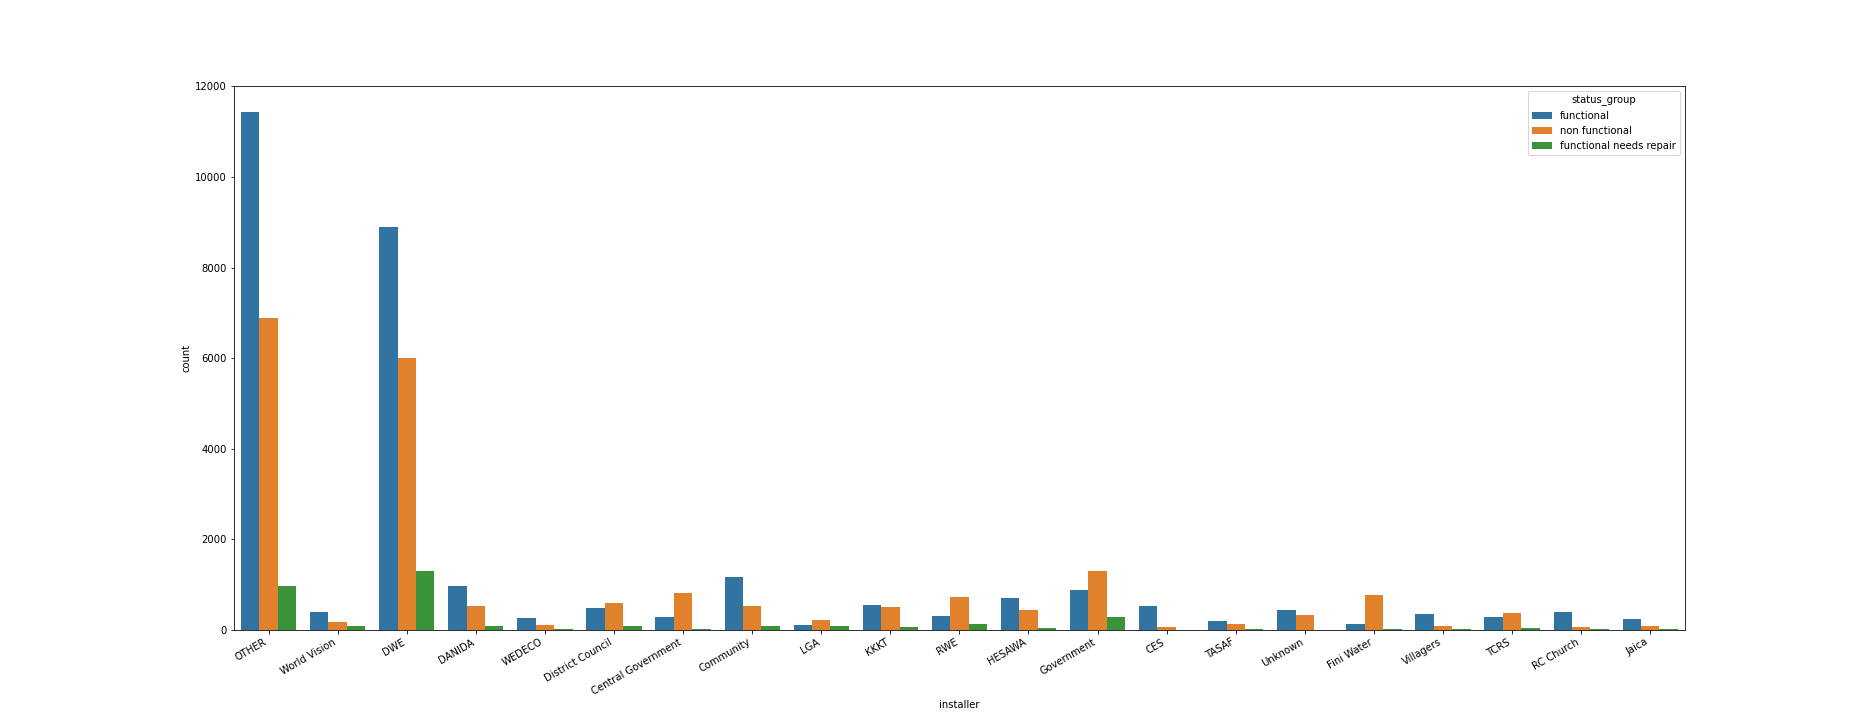 12000
10000
8000
6000
4000
2000
0
count
status_group
functional
non functional
functional needs repair
OTHER
World Vision
DWE
DANIDA
WEDECO
District Council
Central Government
Community
LGA
KKKT
RWE
HESAWA
Government
CES
TASAF
Unknown
Fini Water
Villagers
TCRS
RC Church
Jaica
installer